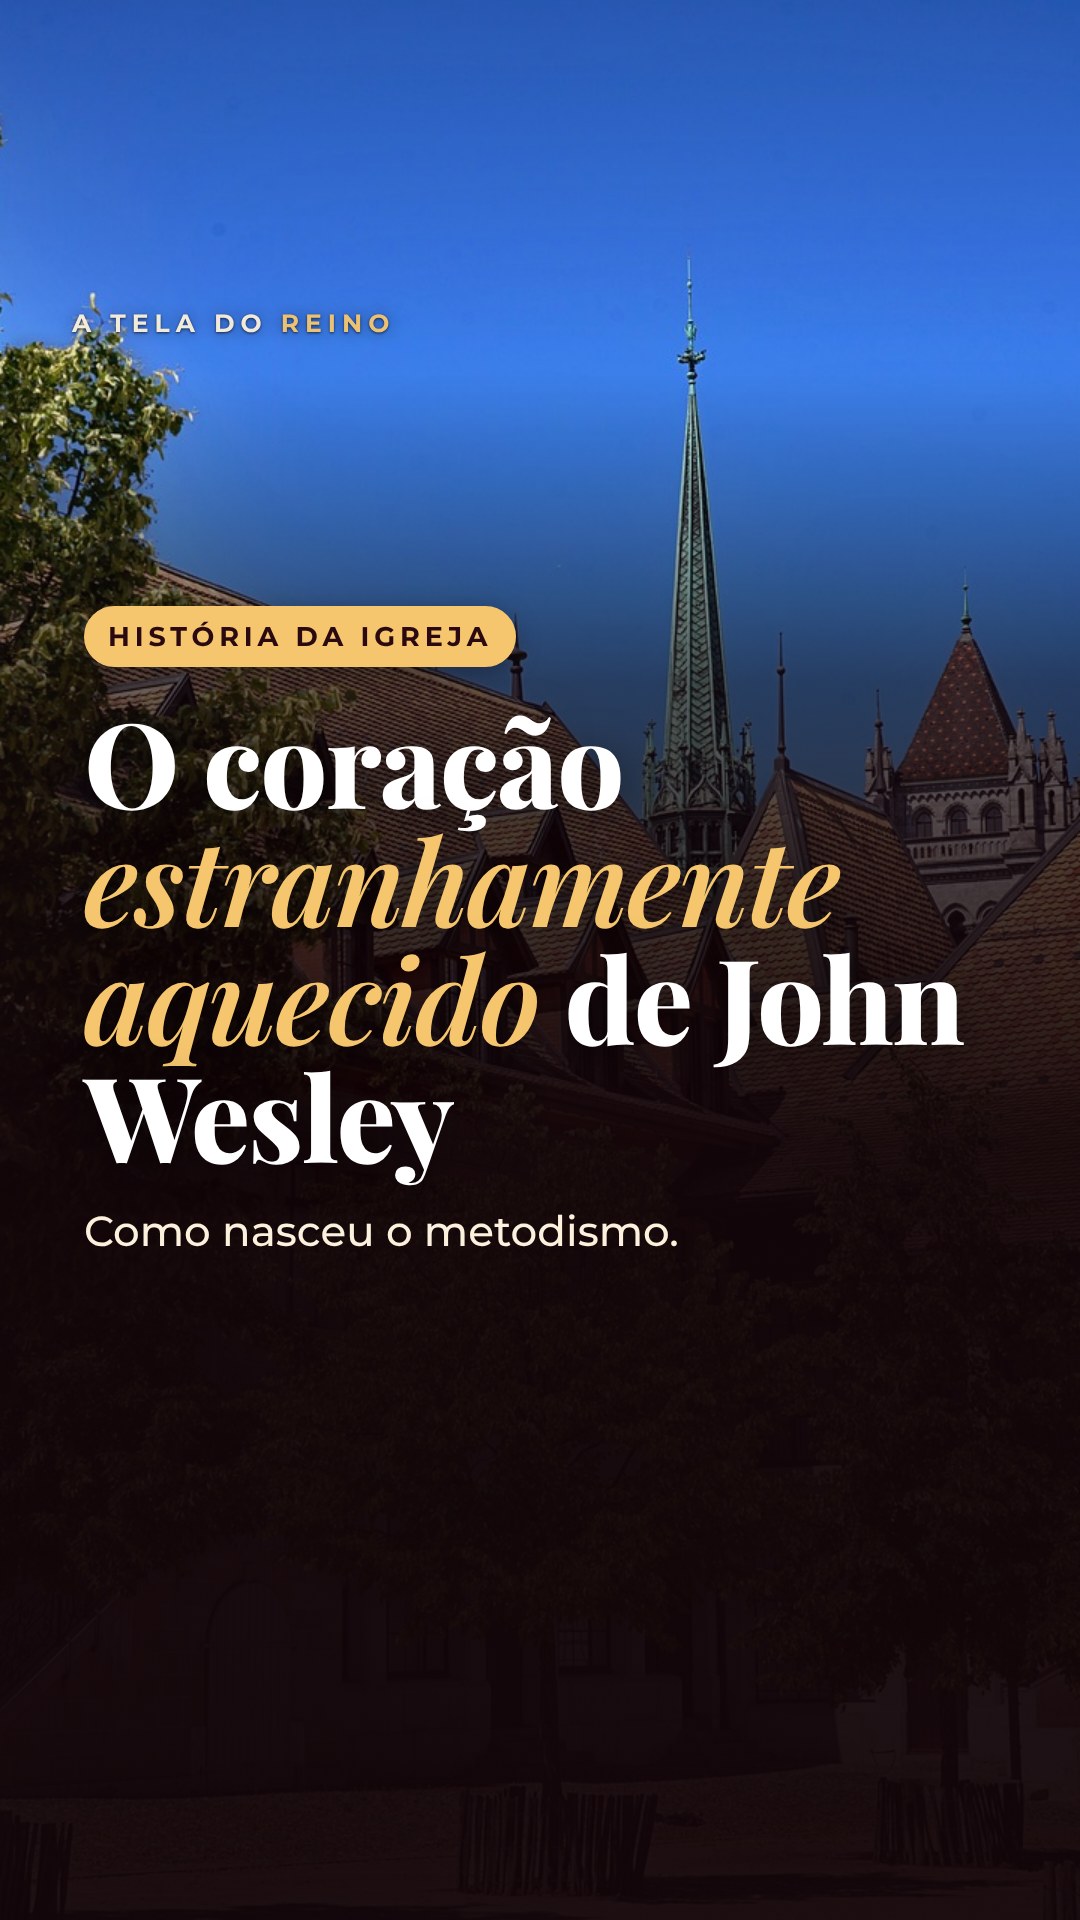 A TELA DO REINO
HISTÓRIA DA IGREJA
O coração
estranhamente
aquecido de John
Wesley
Como nasceu o metodismo.